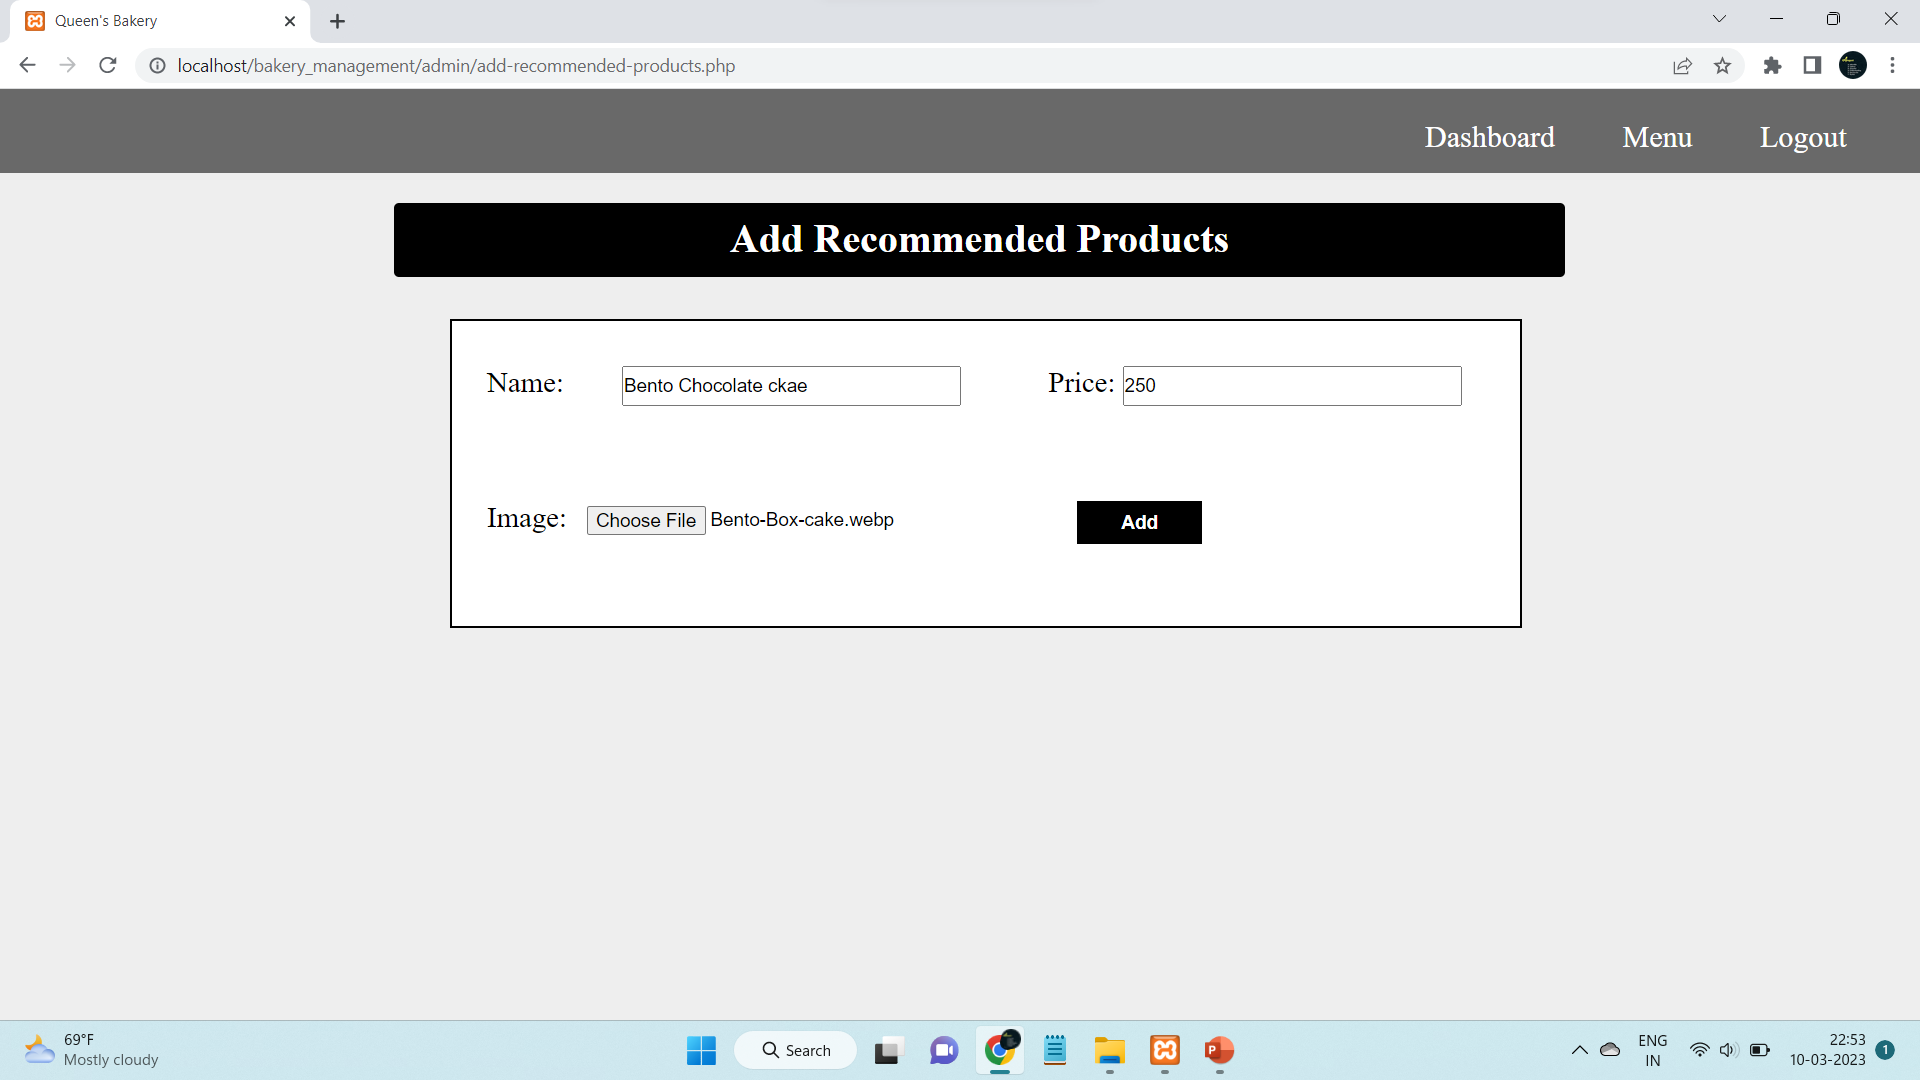 Queen's Bakery
localhost/bakery_management/admin/add-recommended-products.php
Dashboard Menu Logout
Add Recommended Products
Name: Bento Chocolate ckae Price: 250
Image: Choose File Bento-Box-cake.webp Add
69°F
Mostly cloudy
Search
P
ENG
IN
22:53
10-03-2023
1